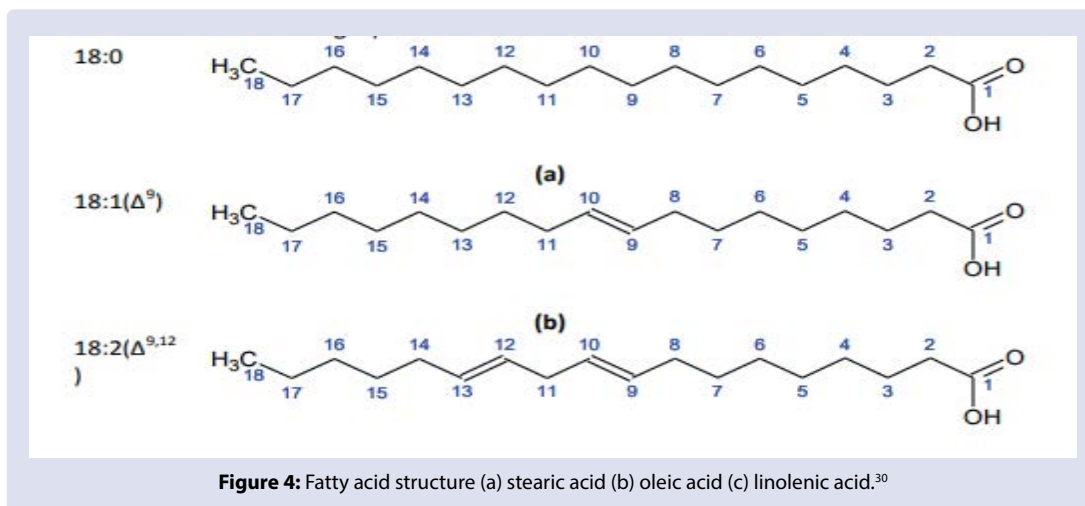 18:0
16 14 12 10 8 6 4 2
H₃C O
18 17 15 13 11 9 7 5 3 1
OH
(a)
18:1(Δ⁹)
16 14 12 10 8 6 4 2
H₃C O
18 17 15 13 11 9 7 5 3 1
OH
(b)
18:2(Δ⁹,¹²
)
16 14 12 10 8 6 4 2
H₃C O
18 17 15 13 11 9 7 5 3 1
OH
Figure 4: Fatty acid structure (a) stearic acid (b) oleic acid (c) linolenic acid.³⁰